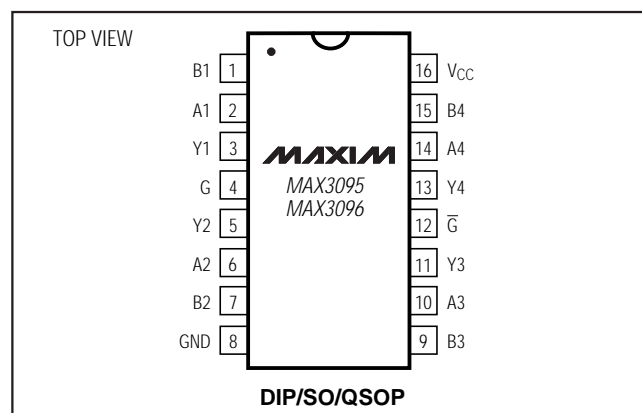 TOP VIEW
B1 1
A1 2
Y1 3
G 4
Y2 5
A2 6
B2 7
GND 8
MAXIM
MAX3095
MAX3096
16 VCC
15 B4
14 A4
13 Y4
12 G̅
11 Y3
10 A3
9 B3
DIP/SO/QSOP